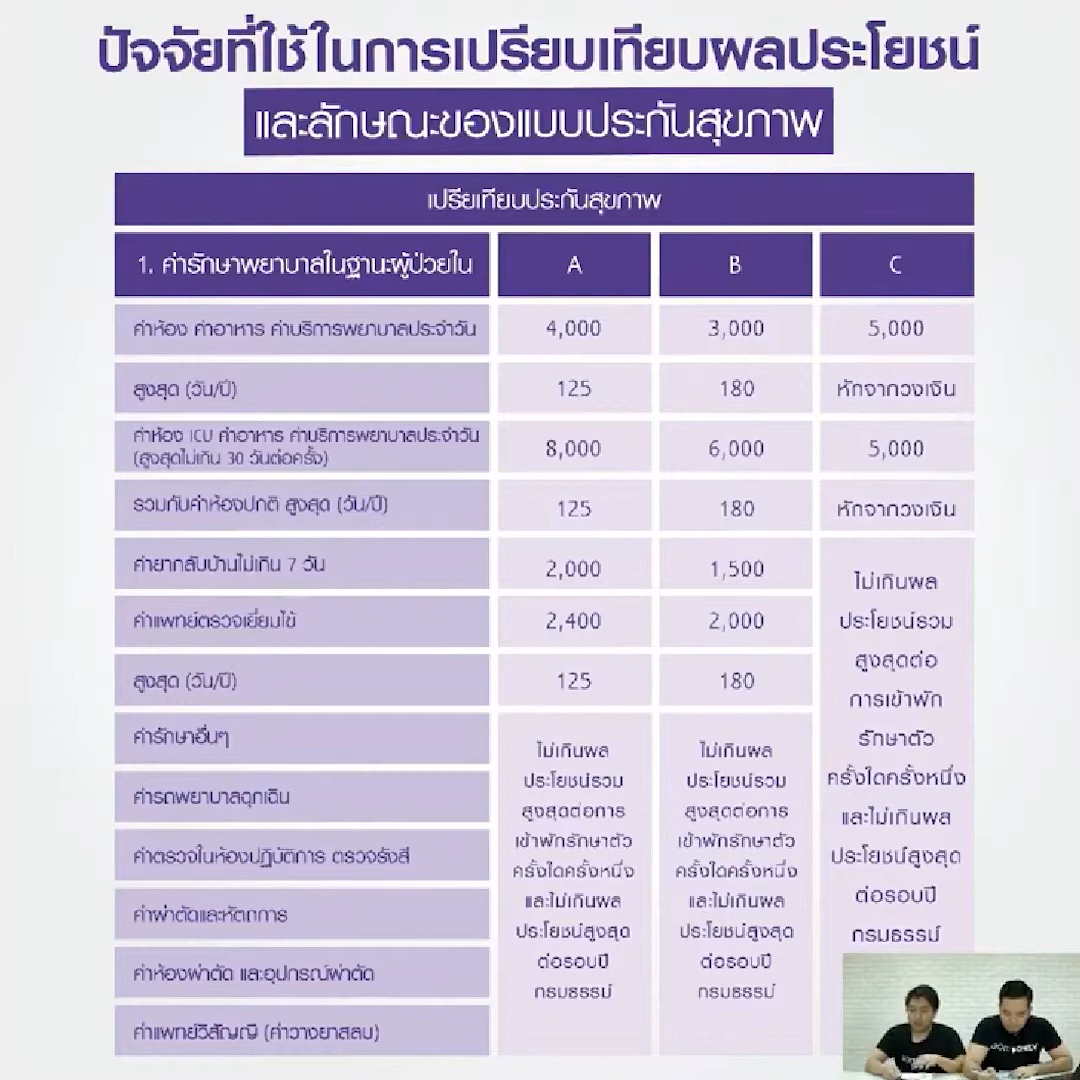 ปัจจัยที่ใช้ในการเปรียบเทียบผลประโยชน์
และลักษณะของแบบประกันสุขภาพ
เปรียเทียบประกันสุขภาพ
1. ค่ารักษาพยาบาลในฐานะผู้ป่วยใน A B C
ค่าห้อง ค่าอาหาร ค่าบริการพยาบาลประจำวัน 4,000 3,000 5,000
สูงสุด (วัน/ปี) 125 180 หักจากวงเงิน
ค่าห้อง ICU ค่าอาหาร ค่าบริการพยาบาลประจำวัน
(สูงสุดไม่เกิน 30 วันต่อครั้ง) 8,000 6,000 5,000
รวมกับค่าห้องปกติ สูงสุด (วัน/ปี) 125 180 หักจากวงเงิน
ค่ายากลับบ้านไม่เกิน 7 วัน 2,000 1,500
ค่าแพทย์ตรวจเยี่ยมไข้ 2,400 2,000
สูงสุด (วัน/ปี) 125 180
ค่ารักษาอื่นๆ
ค่ารถพยาบาลฉุกเฉิน
ค่าตรวจในห้องปฏิบัติการ ตรวจรังสี
ค่าผ่าตัดและหัตถการ
ค่าห้องผ่าตัด และอุปกรณ์ผ่าตัด
ค่าแพทย์วิสัญญี (ค่าวางยาสลบ)
ไม่เกินผล
ประโยชน์รวม
สูงสุดต่อการ
เข้าพักรักษาตัว
ครั้งใดครั้งหนึ่ง
และไม่เกินผล
ประโยชน์สูงสุด
ต่อรอบปี
กรมธรรม์
ไม่เกินผล
ประโยชน์รวม
สูงสุดต่อการ
เข้าพักรักษาตัว
ครั้งใดครั้งหนึ่ง
และไม่เกินผล
ประโยชน์สูงสุด
ต่อรอบปี
กรมธรรม์
ไม่เกินผล
ประโยชน์รวม
สูงสุดต่อ
การเข้าพัก
รักษาตัว
ครั้งใดครั้งหนึ่ง
และไม่เกินผล
ประโยชน์สูงสุด
ต่อรอบปี
กรมธรรม์